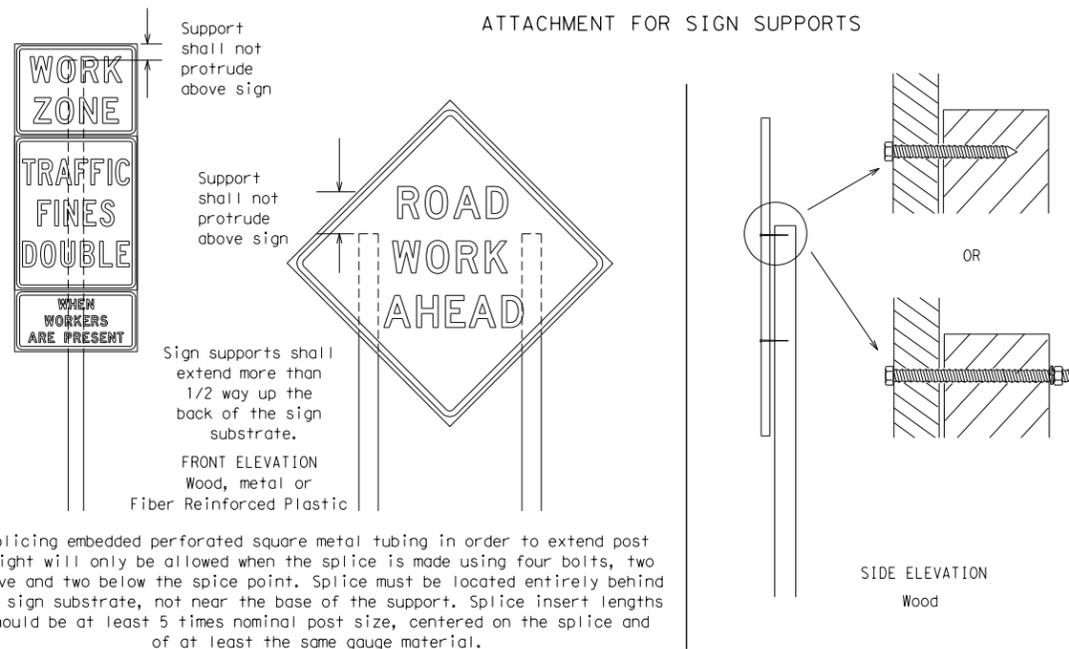 ATTACHMENT FOR SIGN SUPPORTS
Support
shall not
protrude
above sign
WORK
ZONE
TRAFFIC
FINES
DOUBLE
WHEN
WORKERS
ARE PRESENT
Support
shall not
protrude
above sign
ROAD
WORK
AHEAD
Sign supports shall
extend more than
1/2 way up the
back of the sign
substrate.
FRONT ELEVATION
Wood, metal or
Fiber Reinforced Plastic
OR
SIDE ELEVATION
Wood
plicing embedded perforated square metal tubing in order to extend post
ight will only be allowed when the splice is made using four bolts, two
ve and two below the spice point. Splice must be located entirely behind
sign substrate, not near the base of the support. Splice insert lengths
hould be at least 5 times nominal post size, centered on the splice and
of at least the same gauge material.